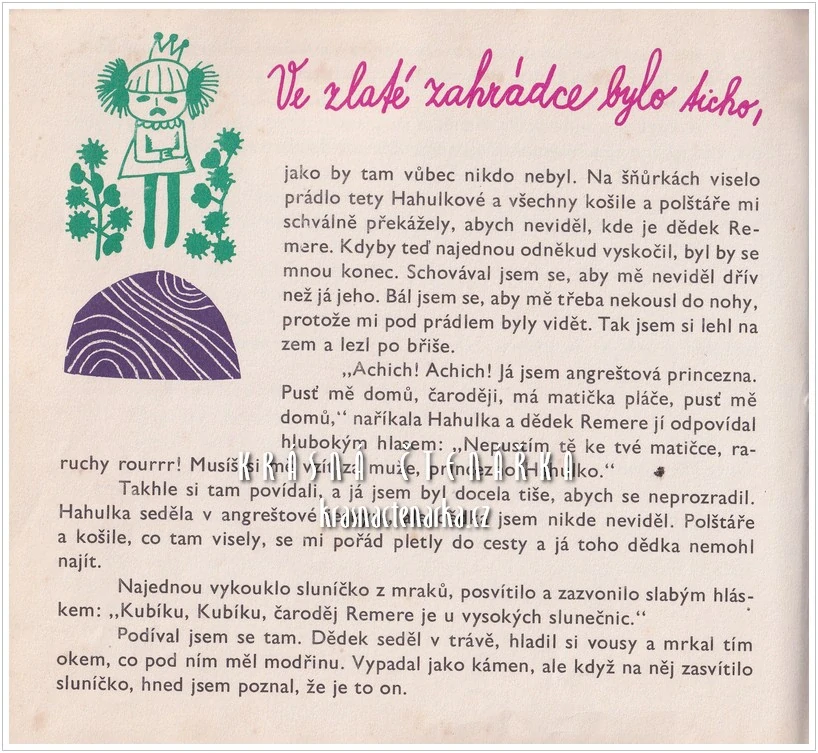 Ve zlaté zahrádce bylo ticho,
jako by tam vůbec nikdo nebyl. Na šňůrkách viselo
prádlo tety Hahulkové a všechny košile a polštáře mi
schválně překážely, abych neviděl, kde je dědek Re-
mere. Kdyby teď najednou odněkud vyskočil, byl by se
mnou konec. Schovával jsem se, aby mě neviděl dřív
než já jeho. Bál jsem se, aby mě třeba nekousl do nohy,
protože mi pod prádlem byly vidět. Tak jsem si lehl na
zem a lezl po břiše.
„Achich! Achich! Já jsem angreštová princezna.
Pusť mě domů, čaroději, má matička pláče, pusť mě
domů,“ naříkala Hahulka a dědek Remere jí odpovídal
hlubokým hlasem: „Nepustím tě ke tvé matičce, ra-
ruchy rourrr! Musíš si mě vzít za muže, princezno Hahulko.“
KRÁSNÁ ČTENÁŘKA
Takhle si tam povídali, a já jsem byl docela tiše, abych se neprozradil.
Hahulka seděla v angreštové jsem nikde neviděl. Polštáře
krasnactenarka.cz
a košile, co tam visely, se mi pořád pletly do cesty a já toho dědka nemohl
najít.
Najednou vykouklo sluníčko z mraků, posvítilo a zazvonilo slabým hlás-
kem: „Kubíku, Kubíku, čaroděj Remere je u vysokých slunečnic.“
Podíval jsem se tam. Dědek seděl v trávě, hladil si vousy a mrkal tím
okem, co pod ním měl modřinu. Vypadal jako kámen, ale když na něj zasvítilo
sluníčko, hned jsem poznal, že je to on.